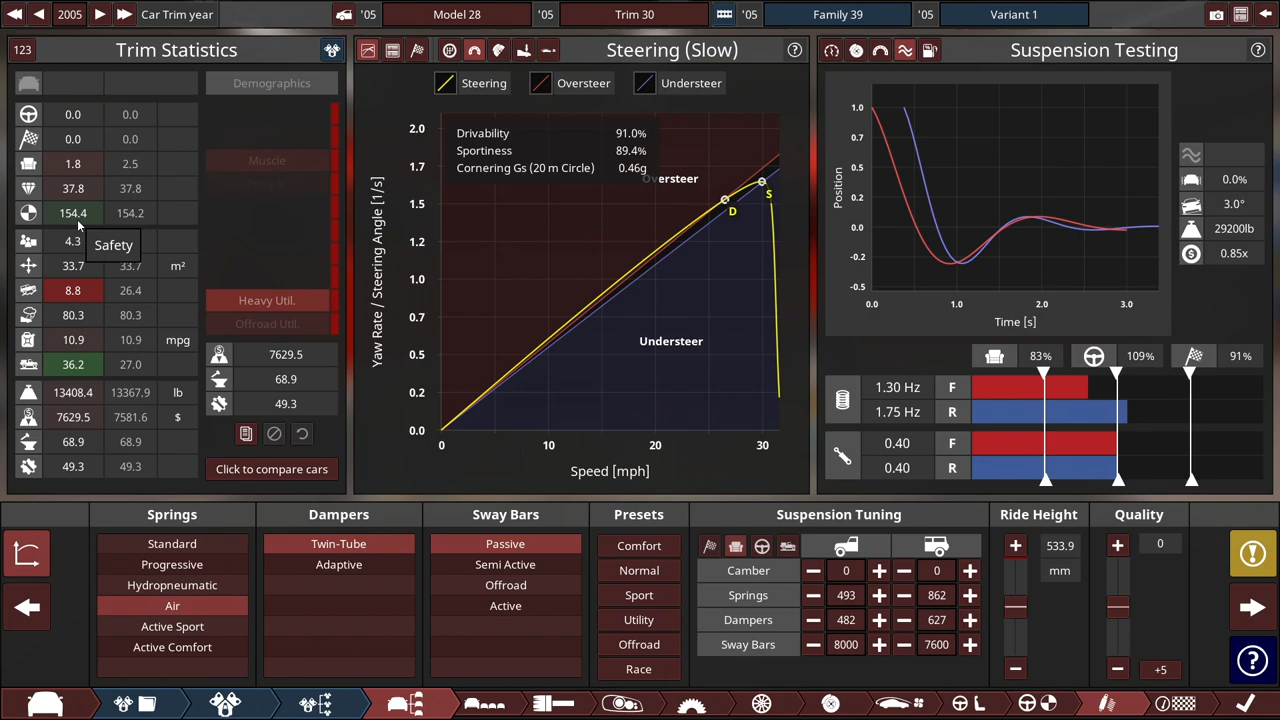 2005 Car Trim year '05 Model 28 '05 Trim 30 '05 Family 39 '05 Variant 1
123 Trim Statistics
Demographics
0.0 0.0
0.0 0.0
1.8 2.5
37.8 37.8
154.4 154.2
4.3
33.7 33.7 m²
8.8 26.4
80.3 80.3
10.9 10.9 mpg
36.2 27.0
13408.4 13367.9 lb
7629.5 7581.6 $
68.9 68.9
49.3 49.3
Safety
Muscle
Heavy Util.
Offroad Util.
7629.5
68.9
49.3
Click to compare cars
Steering (Slow)
Steering Oversteer Understeer
Drivability 91.0%
Sportiness 89.4%
Cornering Gs (20 m Circle) 0.46g
Oversteer
Understeer
D
S
Yaw Rate / Steering Angle [1/s]
2.0
1.7
1.5
1.2
1.0
0.7
0.5
0.2
0.0
0 10 20 30
Speed [mph]
Suspension Testing
Position
1.0
0.7
0.5
0.2
0.0
-0.2
-0.5
0.0 1.0 2.0 3.0
Time [s]
0.0%
3.0°
29200lb
0.85x
83% 109% 91%
1.30 Hz F
1.75 Hz R
0.40 F
0.40 R
Springs
Standard
Progressive
Hydropneumatic
Air
Active Sport
Active Comfort
Dampers
Twin-Tube
Adaptive
Sway Bars
Passive
Semi Active
Offroad
Active
Presets
Comfort
Normal
Sport
Utility
Offroad
Race
Suspension Tuning
Camber 0 0
Springs 493 862
Dampers 482 627
Sway Bars 8000 7600
Ride Height
533.9
mm
Quality
0
+5